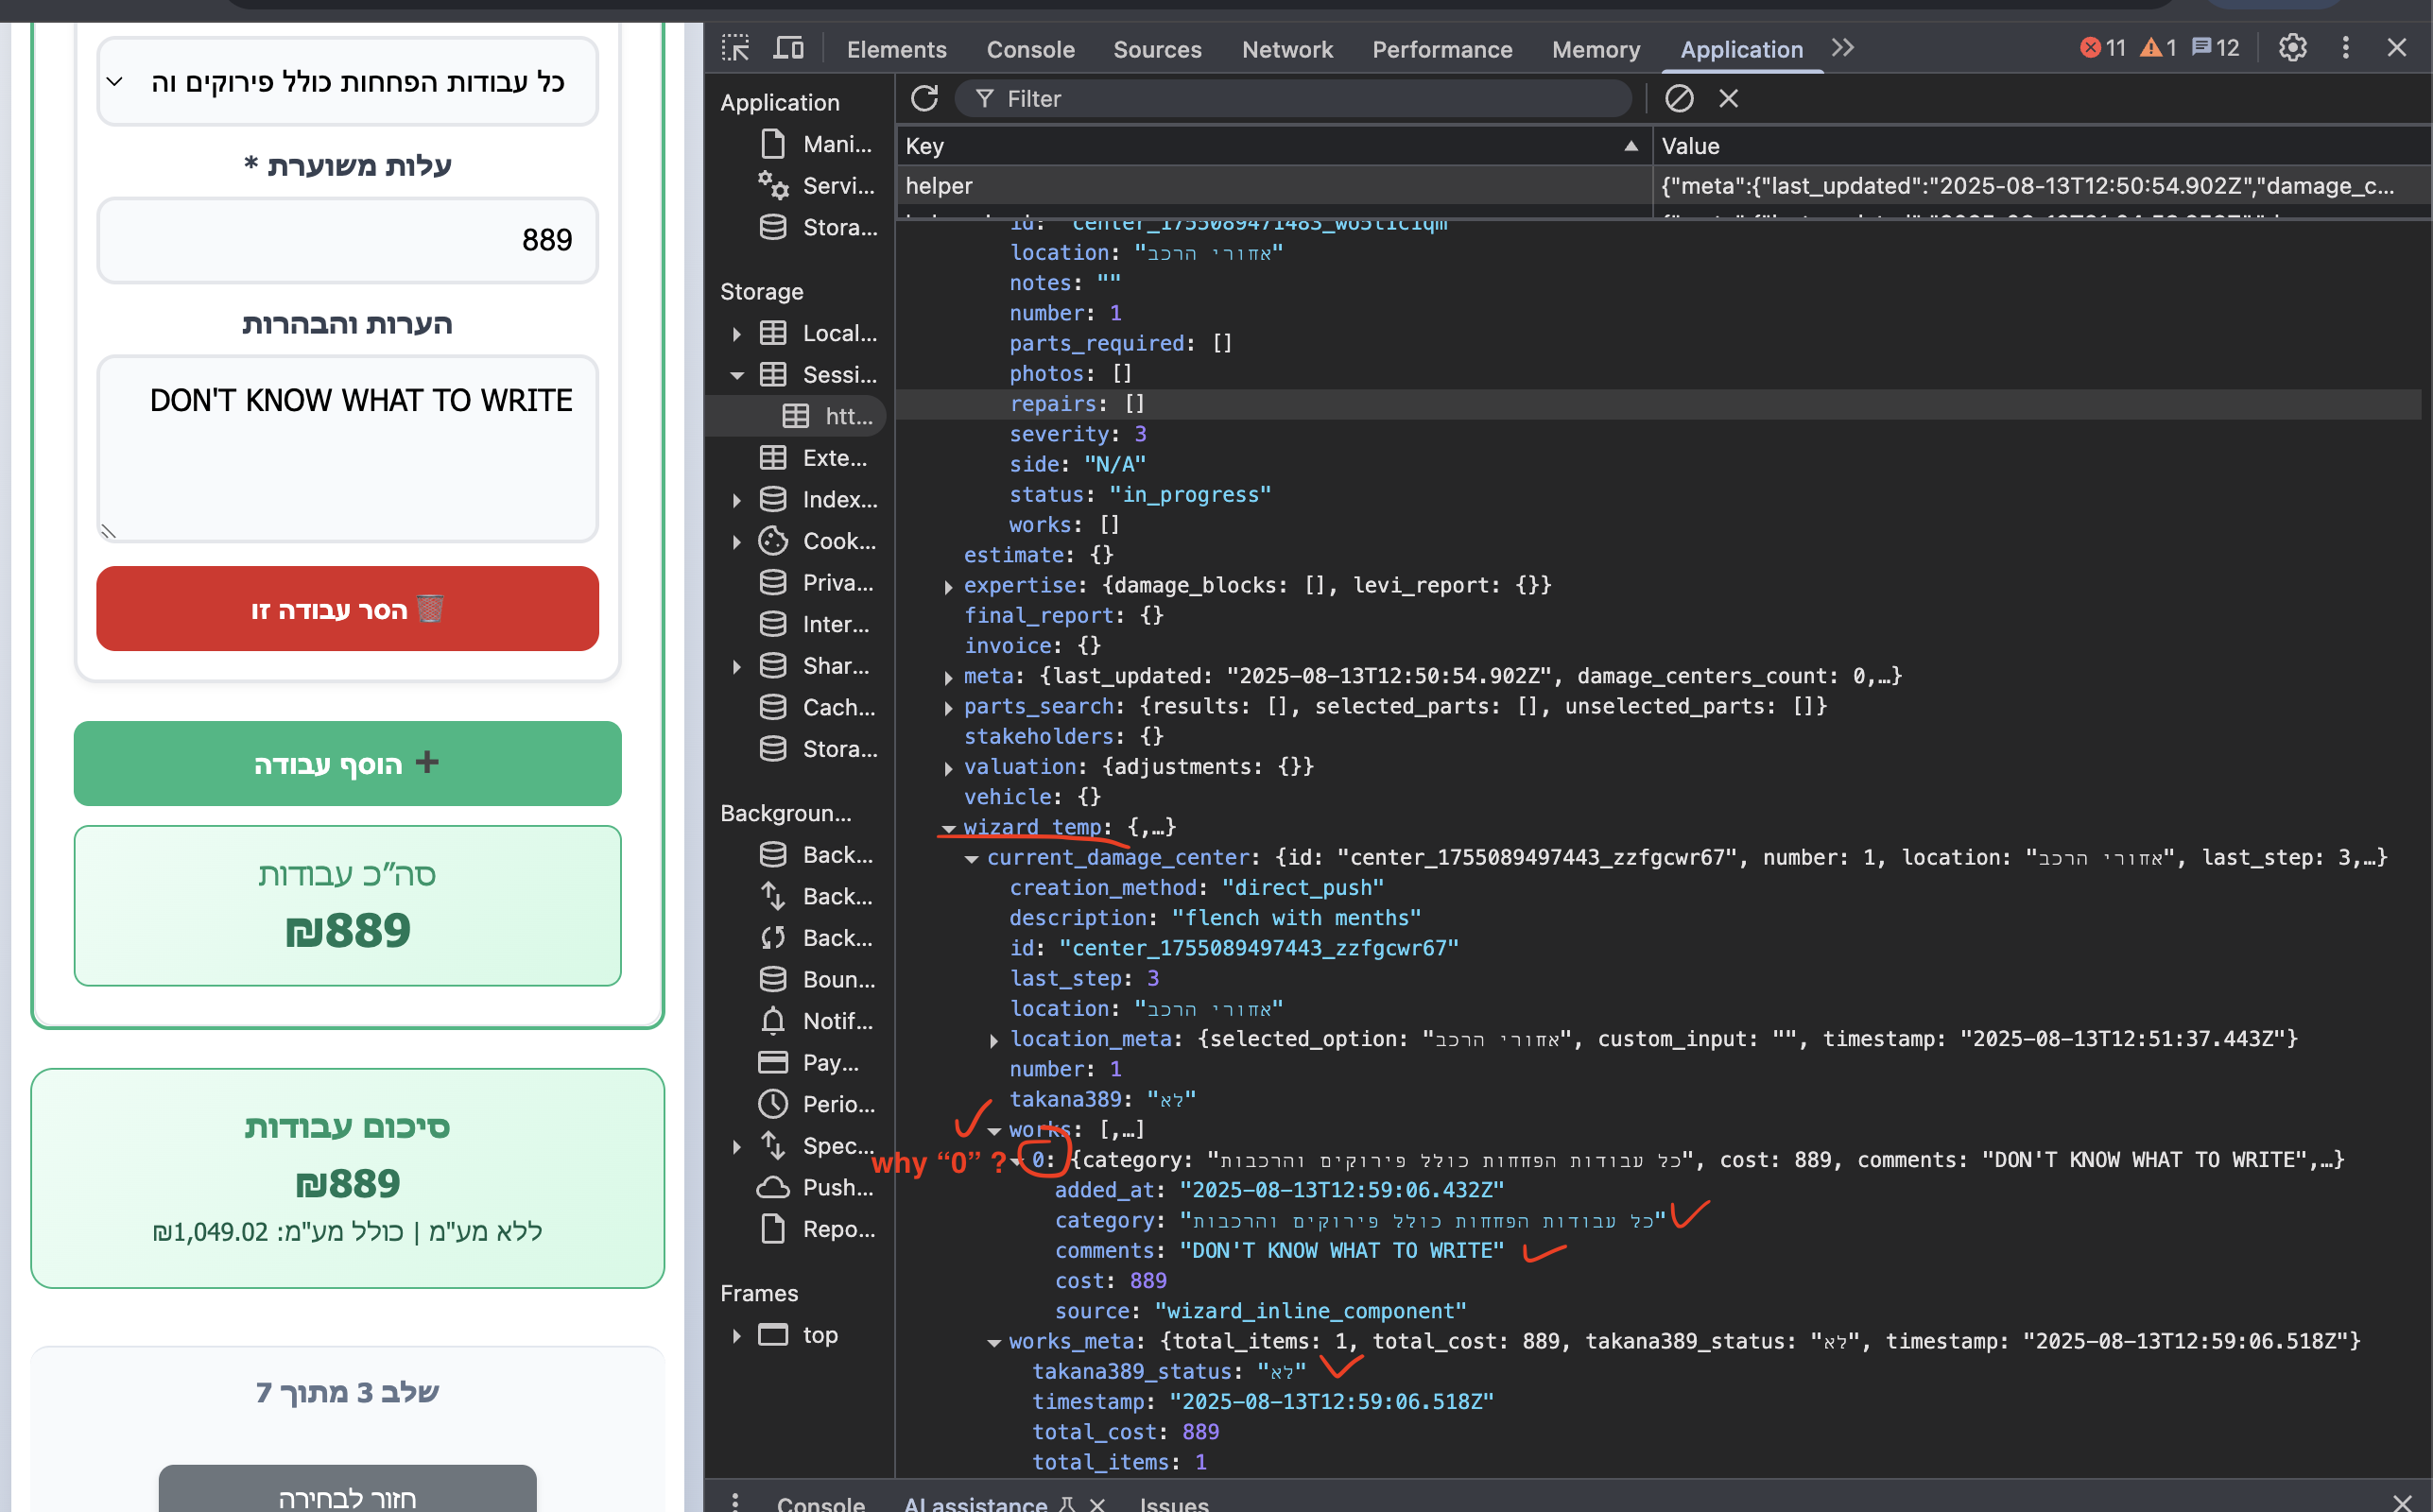 כל עבודות הפחחות כולל פירוקים וה
עלות משוערת *
889
הערות והבהרות
DON'T KNOW WHAT TO WRITE
🗑️ הסר עבודה זו
➕ הוסף עבודה
סה״כ עבודות
₪889
סיכום עבודות
₪889
ללא מע"מ | כולל מע"מ: ₪1,049.02
שלב 3 מתוך 7
חזור לבחירה
Elements Console Sources Network Performance Memory Application 11 1 12
Application
Mani...
Servi...
Stora...
Storage
Local...
Sessi...
htt...
Exte...
Index...
Cook...
Priva...
Inter...
Shar...
Cach...
Stora...
Backgroun...
Back...
Back...
Back...
Boun...
Notif...
Pay...
Perio...
Spec...
Push...
Repo...
Frames
top
Filter
Key Value
helper {"meta":{"last_updated":"2025-08-13T12:50:54.902Z","damage_c...
location: "אחורי הרכב"
notes: ""
number: 1
parts_required: []
photos: []
repairs: []
severity: 3
side: "N/A"
status: "in_progress"
works: []
estimate: {}
expertise: {damage_blocks: [], levi_report: {}}
final_report: {}
invoice: {}
meta: {last_updated: "2025-08-13T12:50:54.902Z", damage_centers_count: 0,…}
parts_search: {results: [], selected_parts: [], unselected_parts: []}
stakeholders: {}
valuation: {adjustments: {}}
vehicle: {}
wizard_temp: {,…}
current_damage_center: {id: "center_1755089497443_zzfgcwr67", number: 1, location: "אחורי הרכב", last_step: 3,…}
creation_method: "direct_push"
description: "flench with menths"
id: "center_1755089497443_zzfgcwr67"
last_step: 3
location: "אחורי הרכב"
location_meta: {selected_option: "אחורי הרכב", custom_input: "", timestamp: "2025-08-13T12:51:37.443Z"}
number: 1
takana389: "לא"
works: [,…]
why “0” ?
0: {category: "כל עבודות הפחחות כולל פירוקים והרכבות", cost: 889, comments: "DON'T KNOW WHAT TO WRITE",…}
added_at: "2025-08-13T12:59:06.432Z"
category: "כל עבודות הפחחות כולל פירוקים והרכבות"
comments: "DON'T KNOW WHAT TO WRITE"
cost: 889
source: "wizard_inline_component"
works_meta: {total_items: 1, total_cost: 889, takana389_status: "לא", timestamp: "2025-08-13T12:59:06.518Z"}
takana389_status: "לא"
timestamp: "2025-08-13T12:59:06.518Z"
total_cost: 889
total_items: 1
Console AI assistance Issues